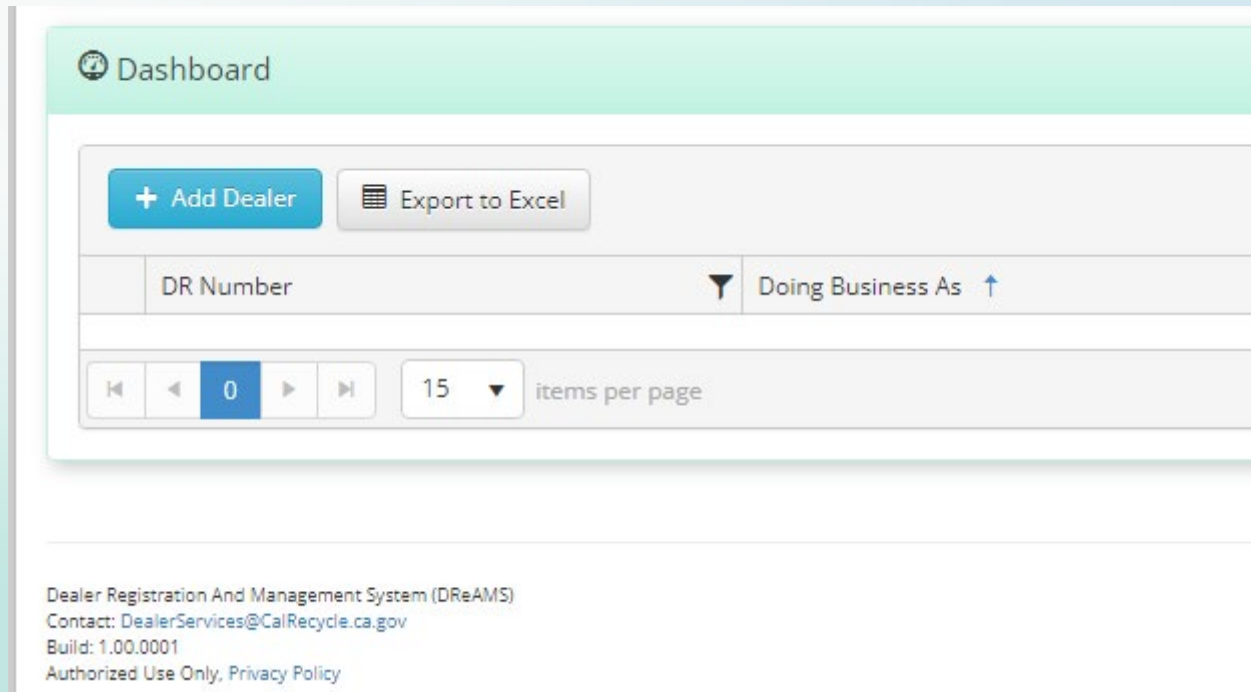 Dashboard
+ Add Dealer Export to Excel
DR Number Doing Business As ↑
0 15 items per page
Dealer Registration And Management System (DReAMS)
Contact: DealerServices@CalRecycle.ca.gov
Build: 1.00.0001
Authorized Use Only, Privacy Policy